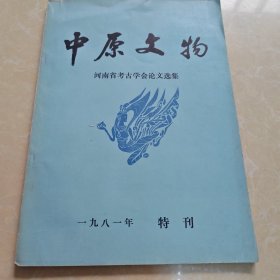 中原文物
河南省考古学会论文选集
一九八一年 特刊